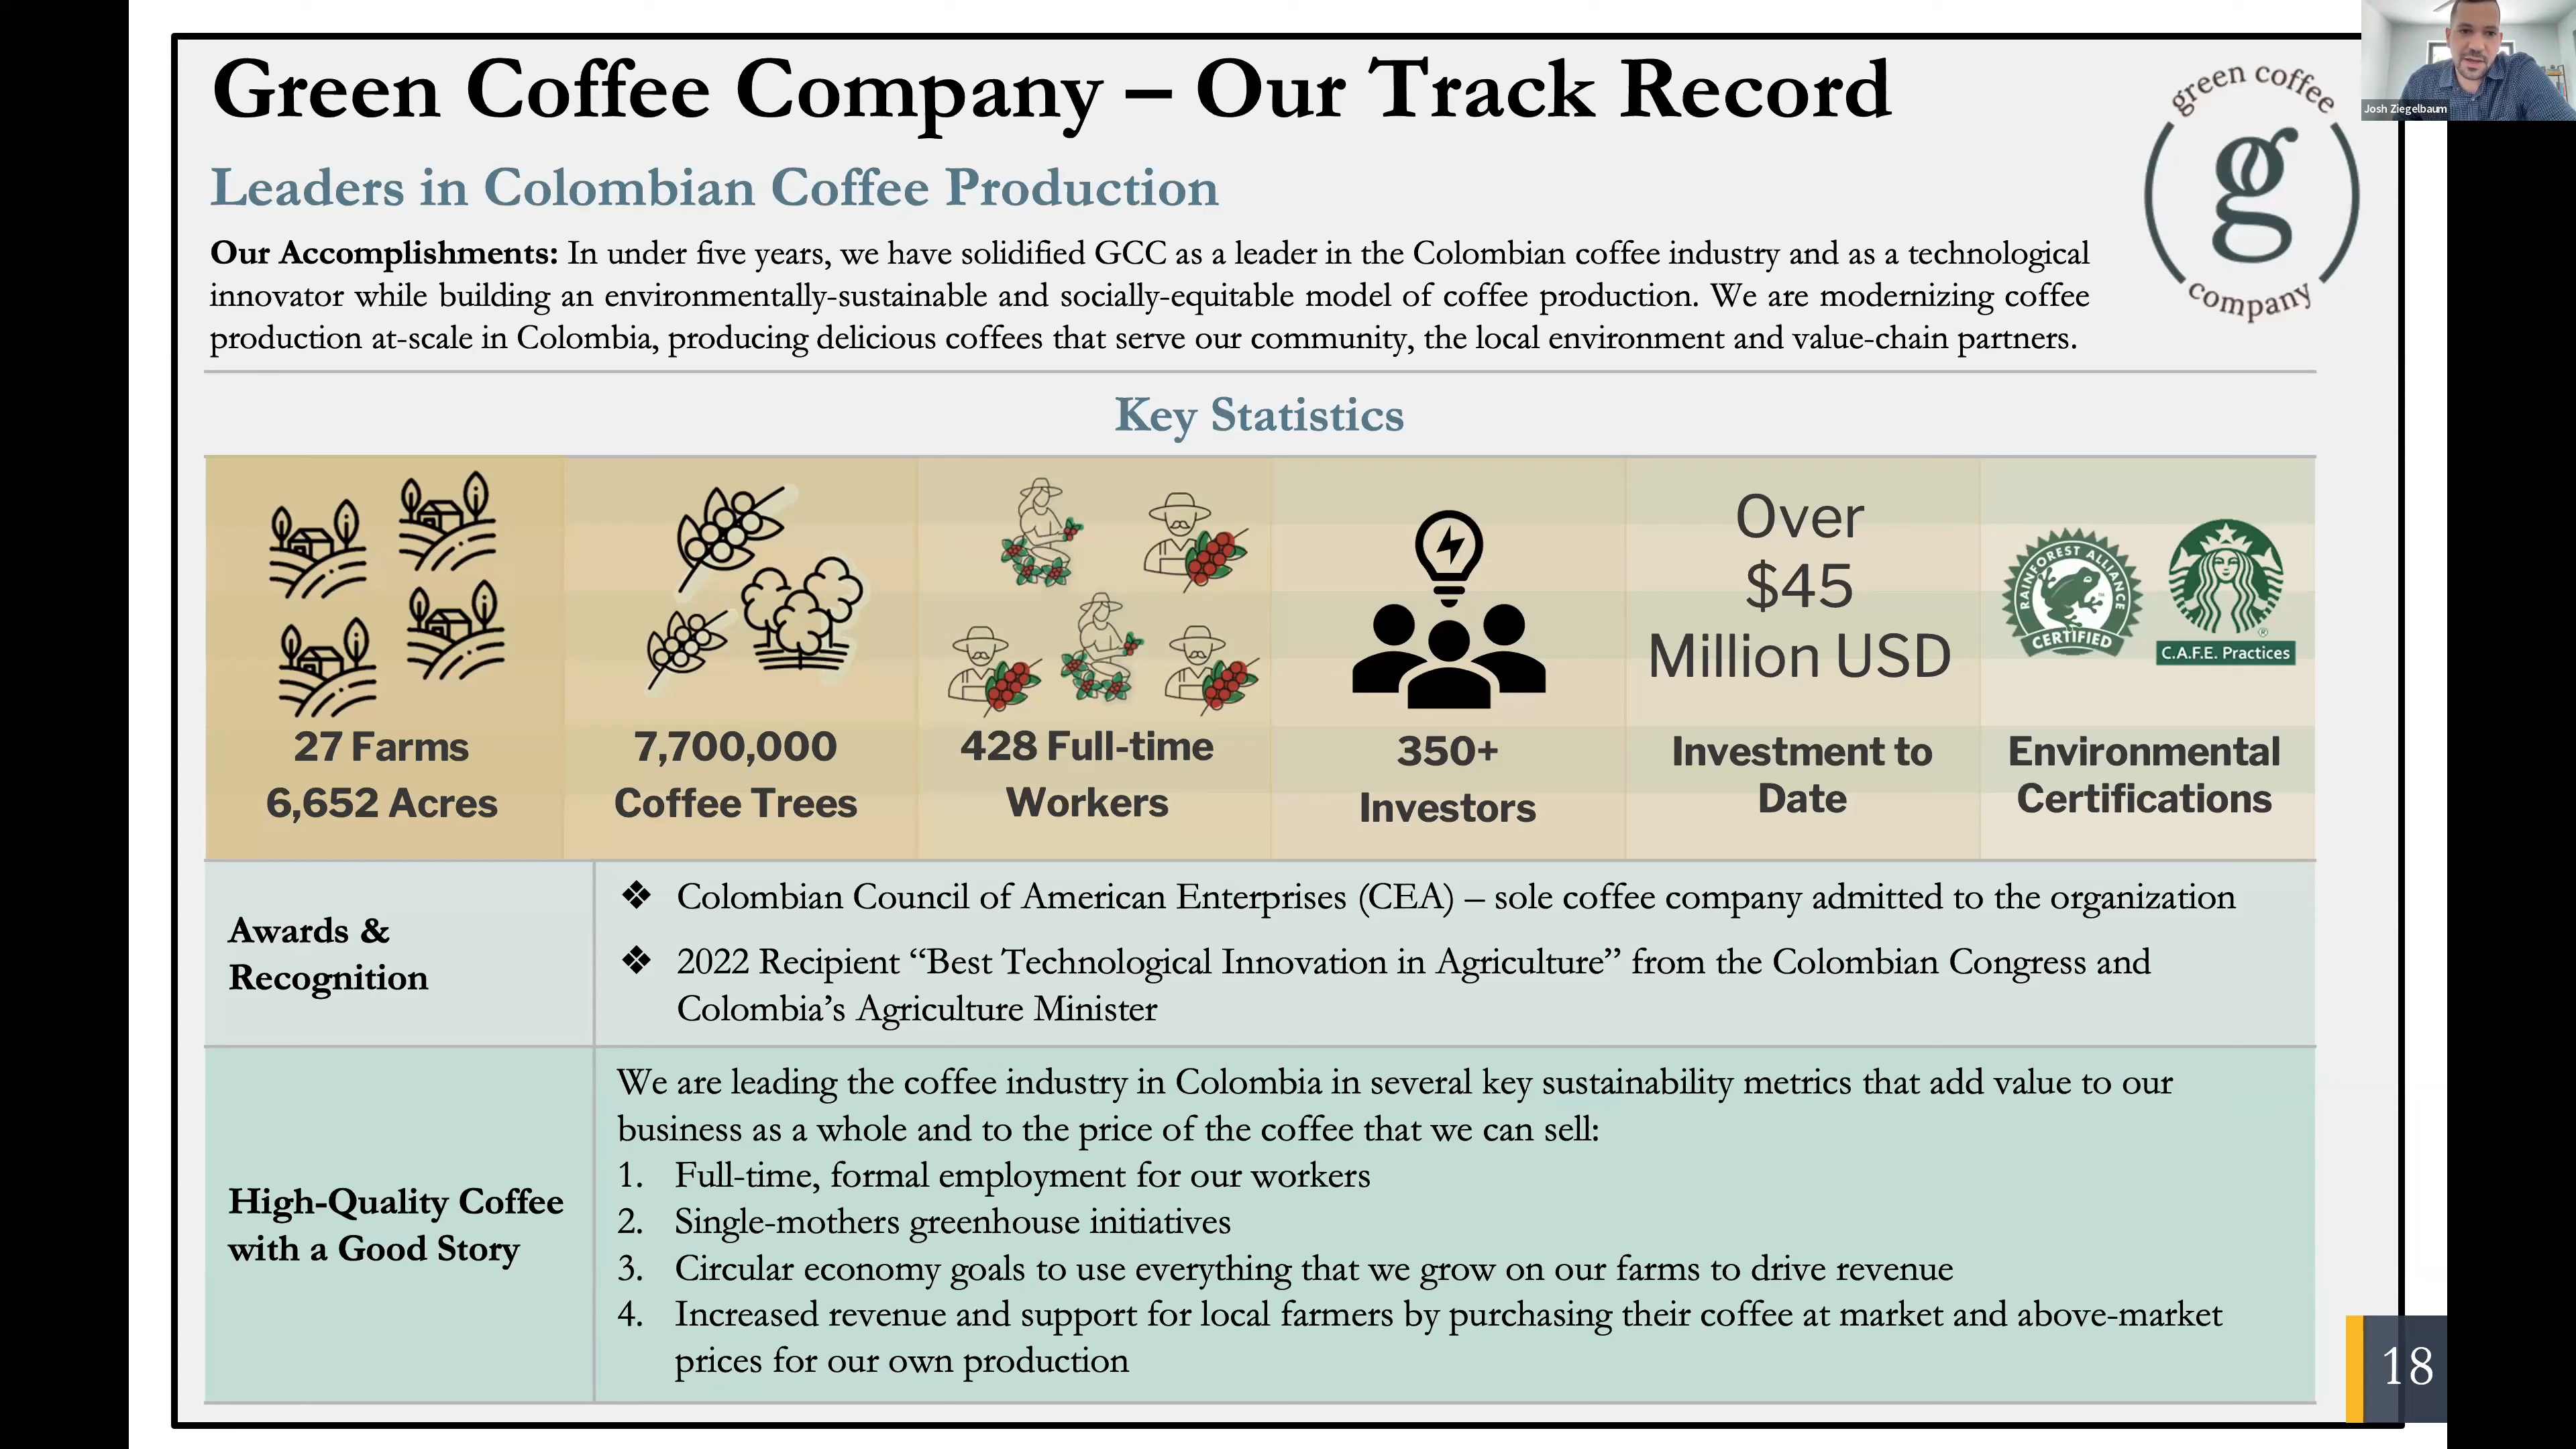 Green Coffee Company – Our Track Record
Josh Ziegelbaum
green coffee
g
company
Leaders in Colombian Coffee Production
Our Accomplishments: In under five years, we have solidified GCC as a leader in the Colombian coffee industry and as a technological
innovator while building an environmentally-sustainable and socially-equitable model of coffee production. We are modernizing coffee
production at-scale in Colombia, producing delicious coffees that serve our community, the local environment and value-chain partners.
Key Statistics
27 Farms
6,652 Acres
7,700,000
Coffee Trees
428 Full-time
Workers
350+
Investors
Over
$45
Million USD
Investment to
Date
RAINFOREST ALLIANCE
CERTIFIED
C.A.F.E. Practices
Environmental
Certifications
Awards &
Recognition
❖ Colombian Council of American Enterprises (CEA) – sole coffee company admitted to the organization
❖ 2022 Recipient “Best Technological Innovation in Agriculture” from the Colombian Congress and
Colombia’s Agriculture Minister
High-Quality Coffee
with a Good Story
We are leading the coffee industry in Colombia in several key sustainability metrics that add value to our
business as a whole and to the price of the coffee that we can sell:
1. Full-time, formal employment for our workers
2. Single-mothers greenhouse initiatives
3. Circular economy goals to use everything that we grow on our farms to drive revenue
4. Increased revenue and support for local farmers by purchasing their coffee at market and above-market
prices for our own production
18